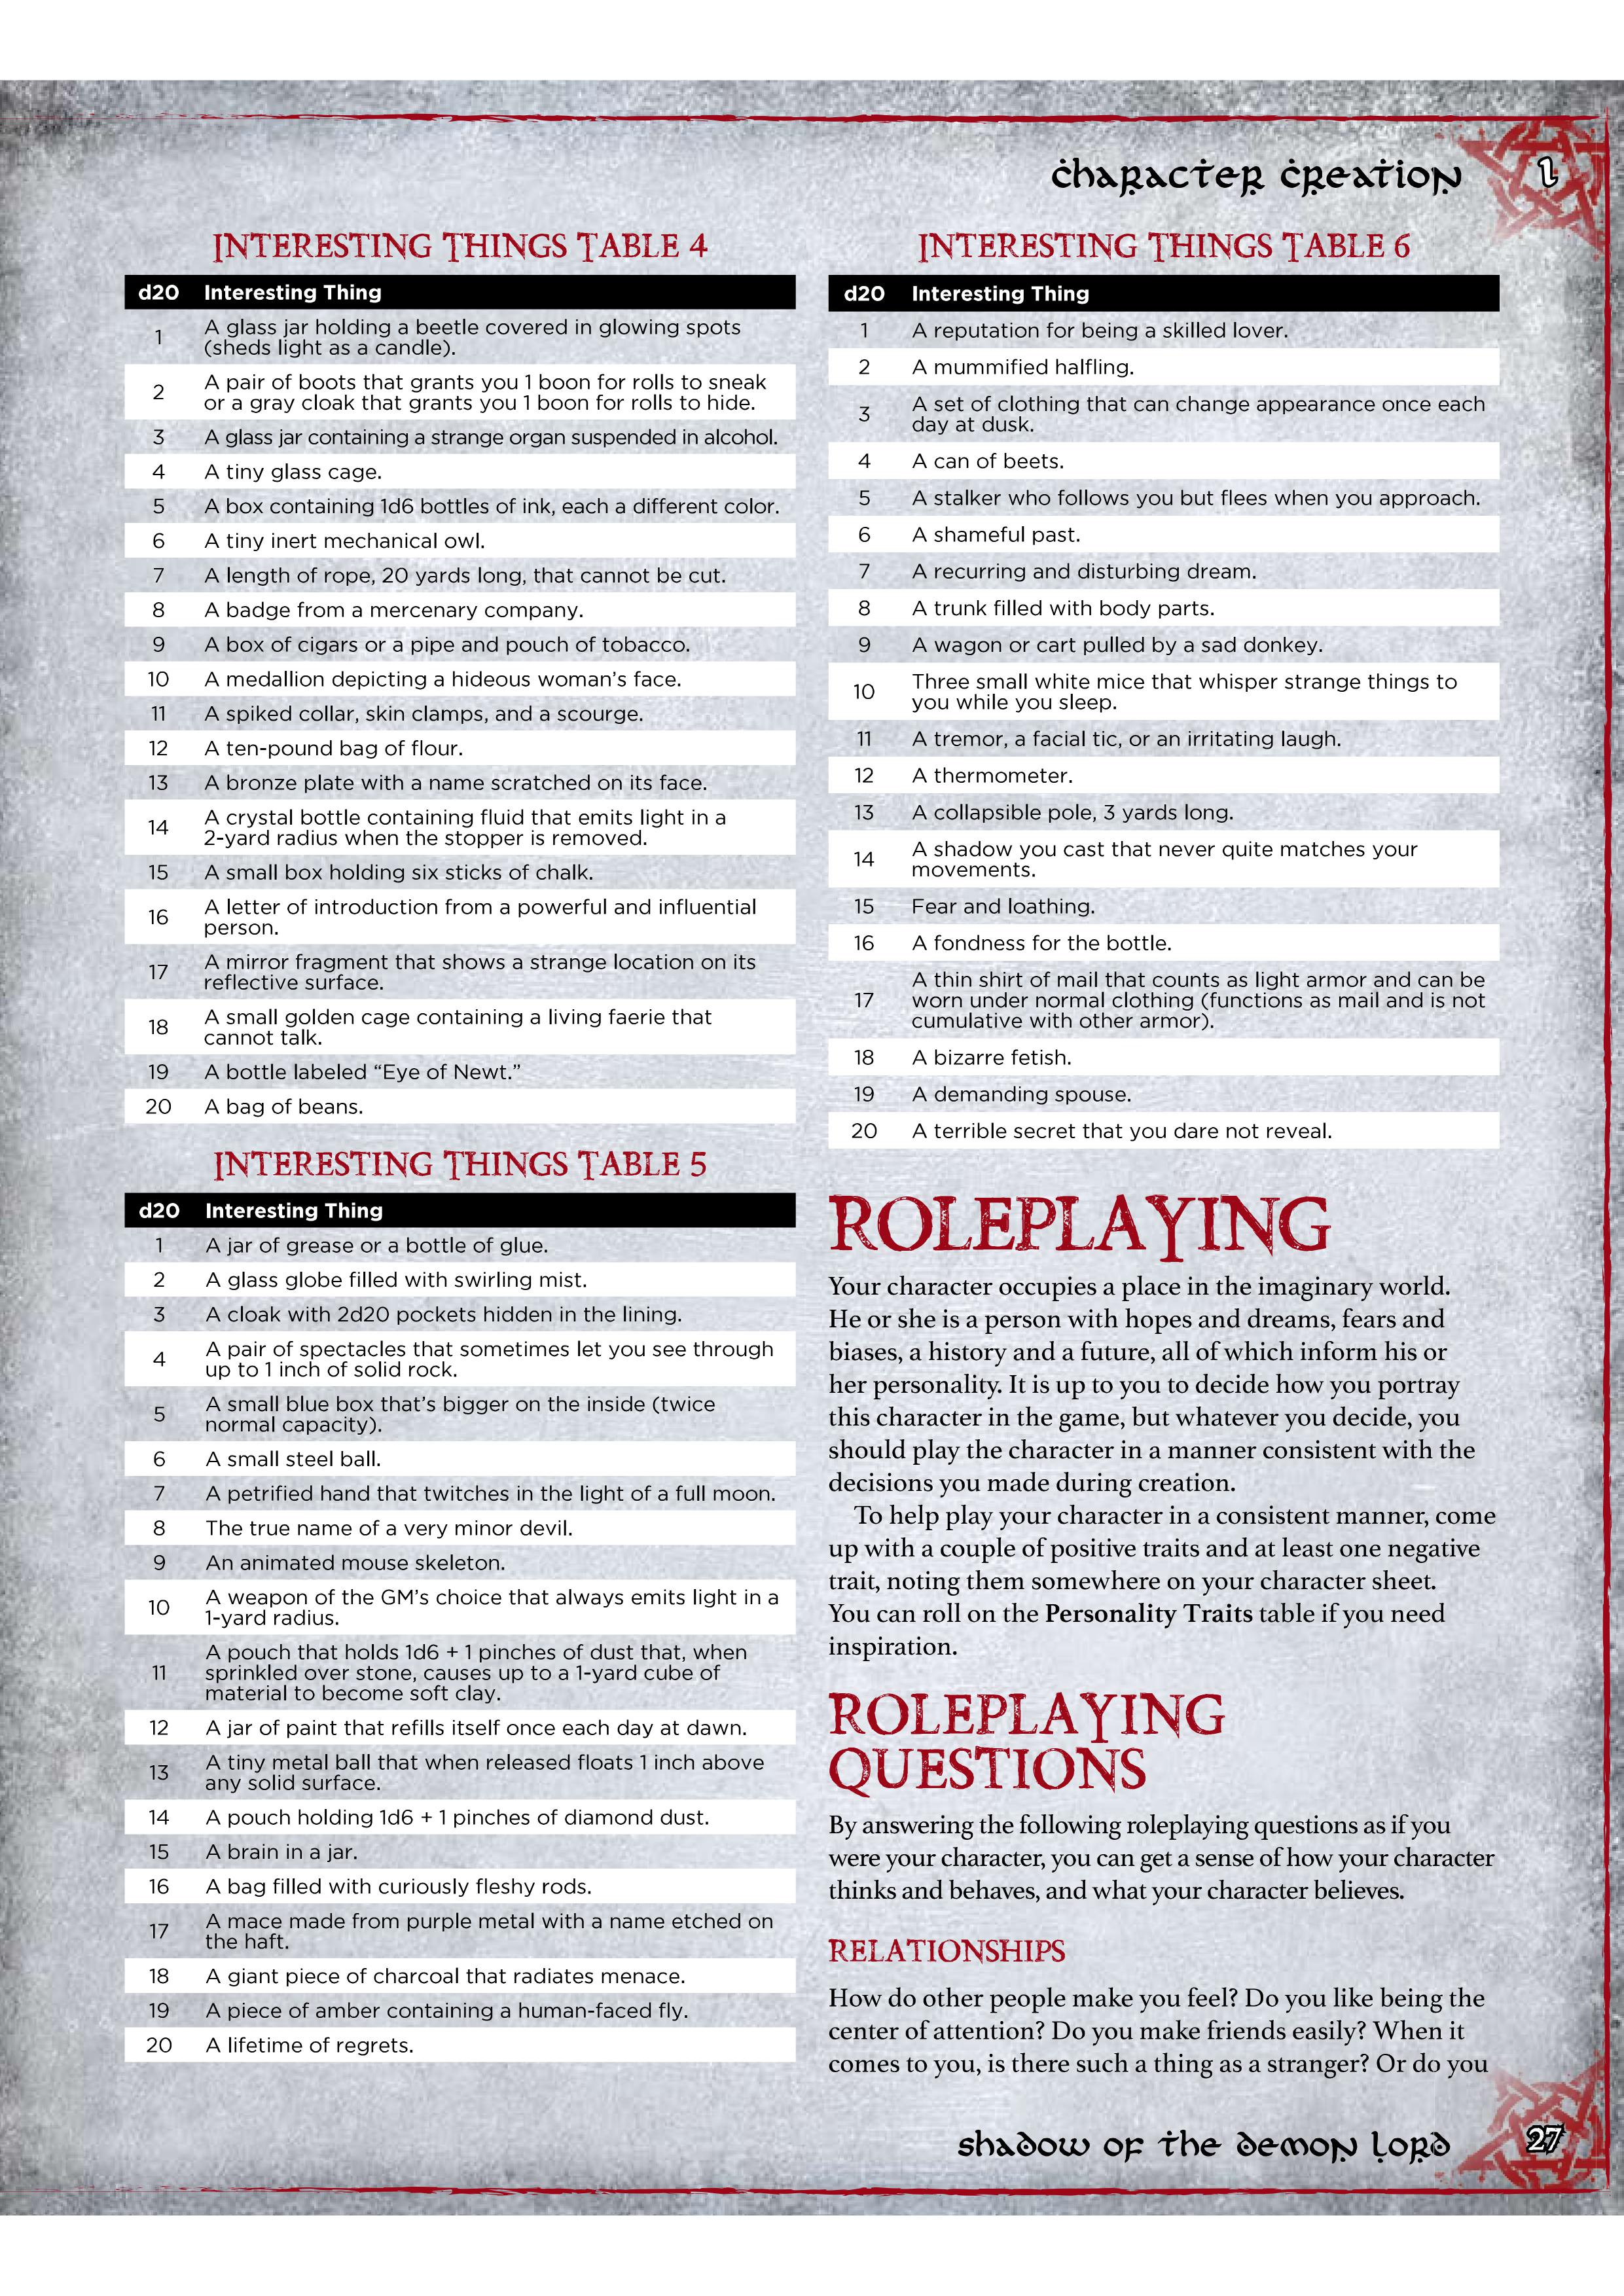 Character Creation 1
Interesting Things Table 4
d20 Interesting Thing
1 A glass jar holding a beetle covered in glowing spots
(sheds light as a candle).
2 A pair of boots that grants you 1 boon for rolls to sneak
or a gray cloak that grants you 1 boon for rolls to hide.
3 A glass jar containing a strange organ suspended in alcohol.
4 A tiny glass cage.
5 A box containing 1d6 bottles of ink, each a different color.
6 A tiny inert mechanical owl.
7 A length of rope, 20 yards long, that cannot be cut.
8 A badge from a mercenary company.
9 A box of cigars or a pipe and pouch of tobacco.
10 A medallion depicting a hideous woman’s face.
11 A spiked collar, skin clamps, and a scourge.
12 A ten-pound bag of flour.
13 A bronze plate with a name scratched on its face.
14 A crystal bottle containing fluid that emits light in a
2-yard radius when the stopper is removed.
15 A small box holding six sticks of chalk.
16 A letter of introduction from a powerful and influential
person.
17 A mirror fragment that shows a strange location on its
reflective surface.
18 A small golden cage containing a living faerie that
cannot talk.
19 A bottle labeled “Eye of Newt.”
20 A bag of beans.
Interesting Things Table 5
d20 Interesting Thing
1 A jar of grease or a bottle of glue.
2 A glass globe filled with swirling mist.
3 A cloak with 2d20 pockets hidden in the lining.
4 A pair of spectacles that sometimes let you see through
up to 1 inch of solid rock.
5 A small blue box that’s bigger on the inside (twice
normal capacity).
6 A small steel ball.
7 A petrified hand that twitches in the light of a full moon.
8 The true name of a very minor devil.
9 An animated mouse skeleton.
10 A weapon of the GM’s choice that always emits light in a
1-yard radius.
11 A pouch that holds 1d6 + 1 pinches of dust that, when
sprinkled over stone, causes up to a 1-yard cube of
material to become soft clay.
12 A jar of paint that refills itself once each day at dawn.
13 A tiny metal ball that when released floats 1 inch above
any solid surface.
14 A pouch holding 1d6 + 1 pinches of diamond dust.
15 A brain in a jar.
16 A bag filled with curiously fleshy rods.
17 A mace made from purple metal with a name etched on
the haft.
18 A giant piece of charcoal that radiates menace.
19 A piece of amber containing a human-faced fly.
20 A lifetime of regrets.
Interesting Things Table 6
d20 Interesting Thing
1 A reputation for being a skilled lover.
2 A mummified halfling.
3 A set of clothing that can change appearance once each
day at dusk.
4 A can of beets.
5 A stalker who follows you but flees when you approach.
6 A shameful past.
7 A recurring and disturbing dream.
8 A trunk filled with body parts.
9 A wagon or cart pulled by a sad donkey.
10 Three small white mice that whisper strange things to
you while you sleep.
11 A tremor, a facial tic, or an irritating laugh.
12 A thermometer.
13 A collapsible pole, 3 yards long.
14 A shadow you cast that never quite matches your
movements.
15 Fear and loathing.
16 A fondness for the bottle.
17 A thin shirt of mail that counts as light armor and can be
worn under normal clothing (functions as mail and is not
cumulative with other armor).
18 A bizarre fetish.
19 A demanding spouse.
20 A terrible secret that you dare not reveal.
Roleplaying
Your character occupies a place in the imaginary world.
He or she is a person with hopes and dreams, fears and
biases, a history and a future, all of which inform his or
her personality. It is up to you to decide how you portray
this character in the game, but whatever you decide, you
should play the character in a manner consistent with the
decisions you made during creation.
To help play your character in a consistent manner, come
up with a couple of positive traits and at least one negative
trait, noting them somewhere on your character sheet.
You can roll on the Personality Traits table if you need
inspiration.
Roleplaying
Questions
By answering the following roleplaying questions as if you
were your character, you can get a sense of how your character
thinks and behaves, and what your character believes.
Relationships
How do other people make you feel? Do you like being the
center of attention? Do you make friends easily? When it
comes to you, is there such a thing as a stranger? Or do you
Shadow of the Demon Lord 27